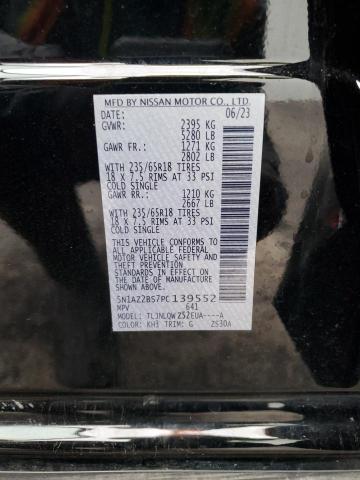 MFD BY NISSAN MOTOR CO., LTD.
DATE: 06/23
GVWR: 2395 KG
5280 LB
GAWR FR.: 1271 KG
2802 LB
WITH 235/65R18 TIRES
18 X 7.5 RIMS AT 33 PSI
COLD SINGLE
GAWR RR.: 1210 KG
2667 LB
WITH 235/65R18 TIRES
18 X 7.5 RIMS AT 33 PSI
COLD SINGLE
THIS VEHICLE CONFORMS
TO ALL APPLICABLE FEDERAL
MOTOR VEHICLE SAFETY
STANDARDS IN EFFECT ON
THE DATE OF MANUFACTURE
SHOWN ABOVE.
5N1AZ2BS7PC139552
MPV 641
MODEL: TLJNLQWZ52EUA----A
COLOR: KH3 TRIM: G ZS30A